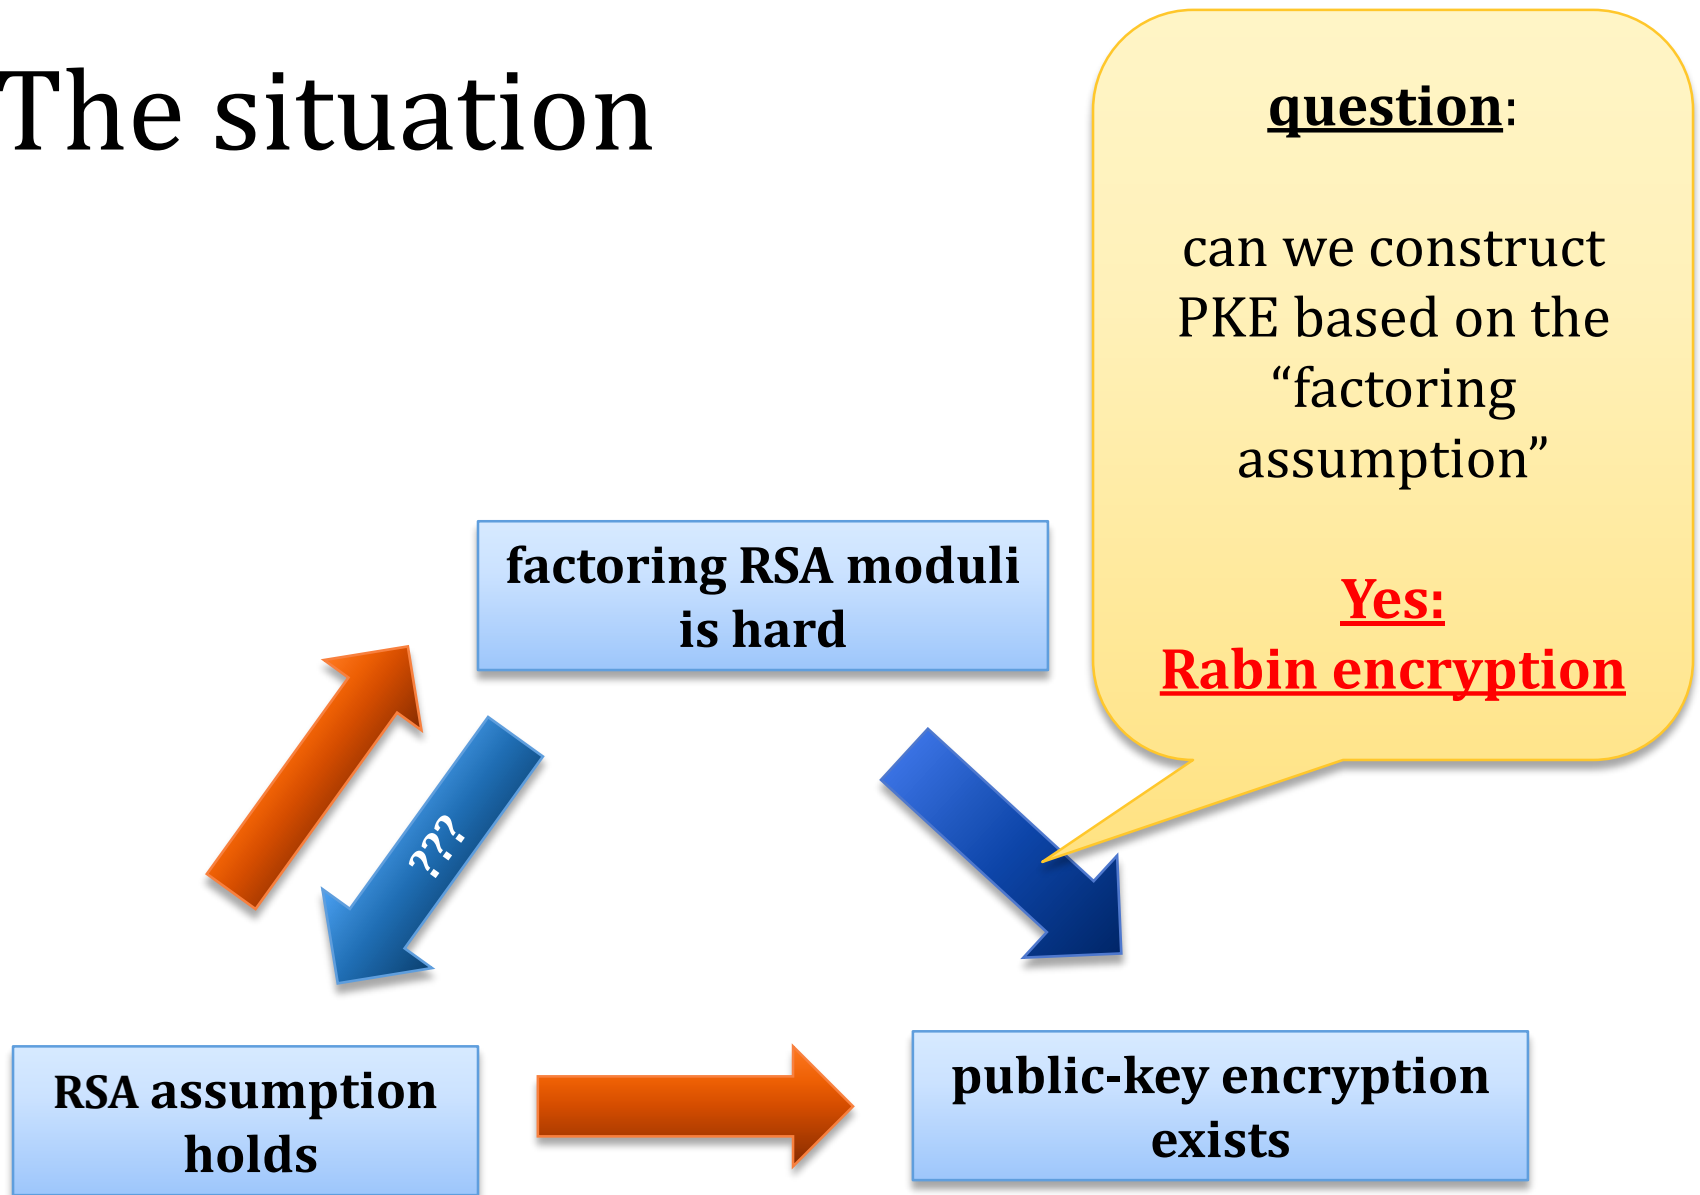 The situation
question:
can we construct
PKE based on the
“factoring
assumption”
Yes:
Rabin encryption
factoring RSA moduli
is hard
???
RSA assumption
holds
public-key encryption
exists